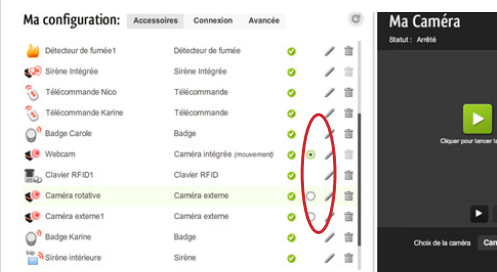 Ma configuration: Accessoires Connexion Avancée
Détecteur de fumée1 Détecteur de fumée
Sirène Intégrée Sirène Intégrée
Télécommande Nico Télécommande
Télécommande Karine Télécommande
Badge Carole Badge
Webcam Caméra intégrée (mouvement)
Clavier RFID1 Clavier RFID
Caméra rotative Caméra externe
Caméra externe1 Caméra externe
Badge Karine Badge
bip Sirène intérieure Sirène
Ma Caméra
Statut : Arrêté
Cliquer pour lancer la
Choix de la caméra Cam